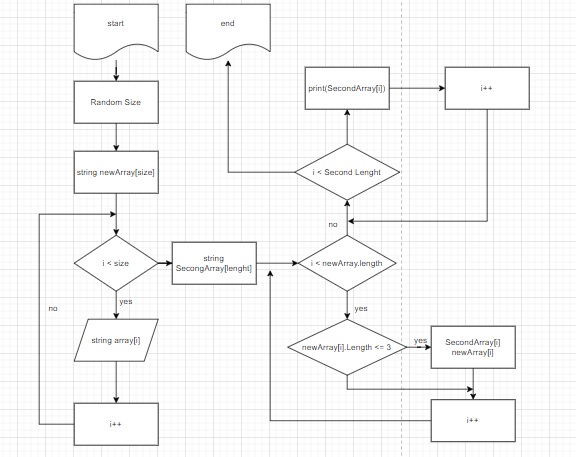 start
end
Random Size
print(SecondArray[i])
i++
string newArray[size]
i < Second Lenght
no
i < size
string
SecongArray[lenght]
i < newArray.length
yes
no
yes
string array[i]
newArray[i].Length <= 3
yes
SecondArray[i]
newArray[i]
i++
i++